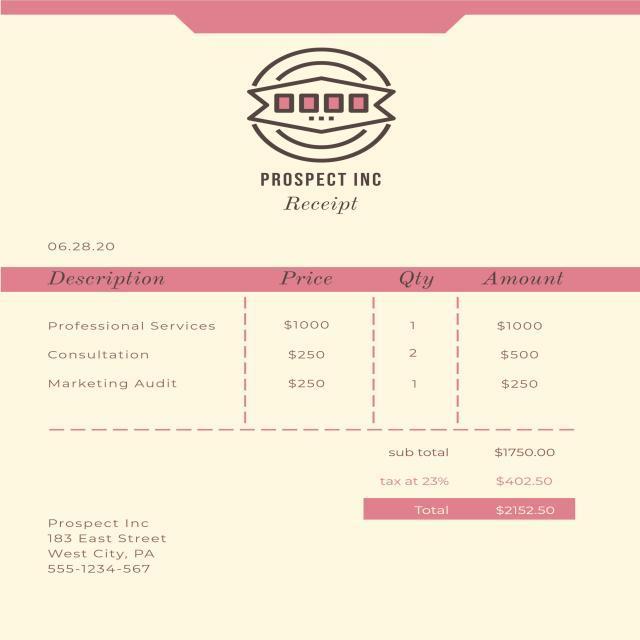 PROSPECT INC
Receipt
06.28.20
Description Price Qty Amount
Professional Services $1000 1 $1000
Consultation $250 2 $500
Marketing Audit $250 1 $250
sub total $1750.00
tax at 23% $402.50
Total $2152.50
Prospect Inc
183 East Street
West City, PA
555-1234-567